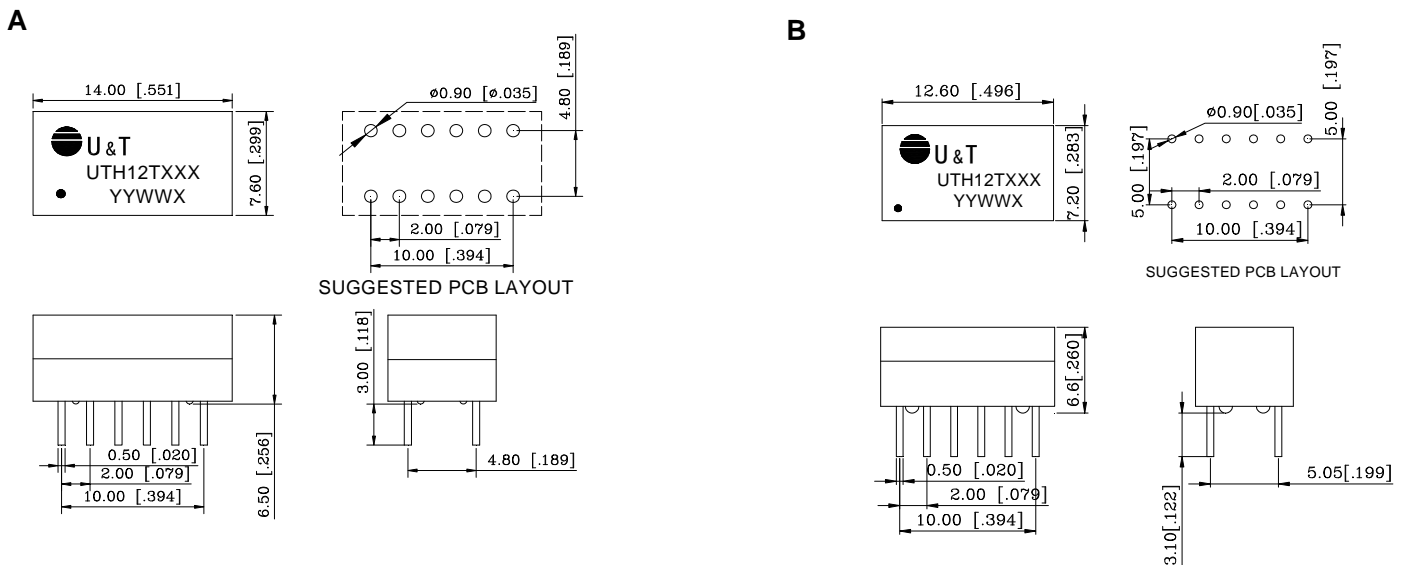 A
14.00 [.551]
7.60 [.299]
U&T
UTH12TXXX
YYWWX
ø0.90 [ø.035]
4.80 [.189]
2.00 [.079]
10.00 [.394]
SUGGESTED PCB LAYOUT
6.50 [.256]
0.50 [.020]
2.00 [.079]
10.00 [.394]
3.00 [.118]
4.80 [.189]
B
12.60 [.496]
7.20 [.283]
U&T
UTH12TXXX
YYWWX
ø0.90[.035]
5.00 [.197]
5.00 [.197]
2.00 [.079]
10.00 [.394]
SUGGESTED PCB LAYOUT
6.6[.260]
0.50 [.020]
2.00 [.079]
10.00 [.394]
3.10[.122]
5.05[.199]